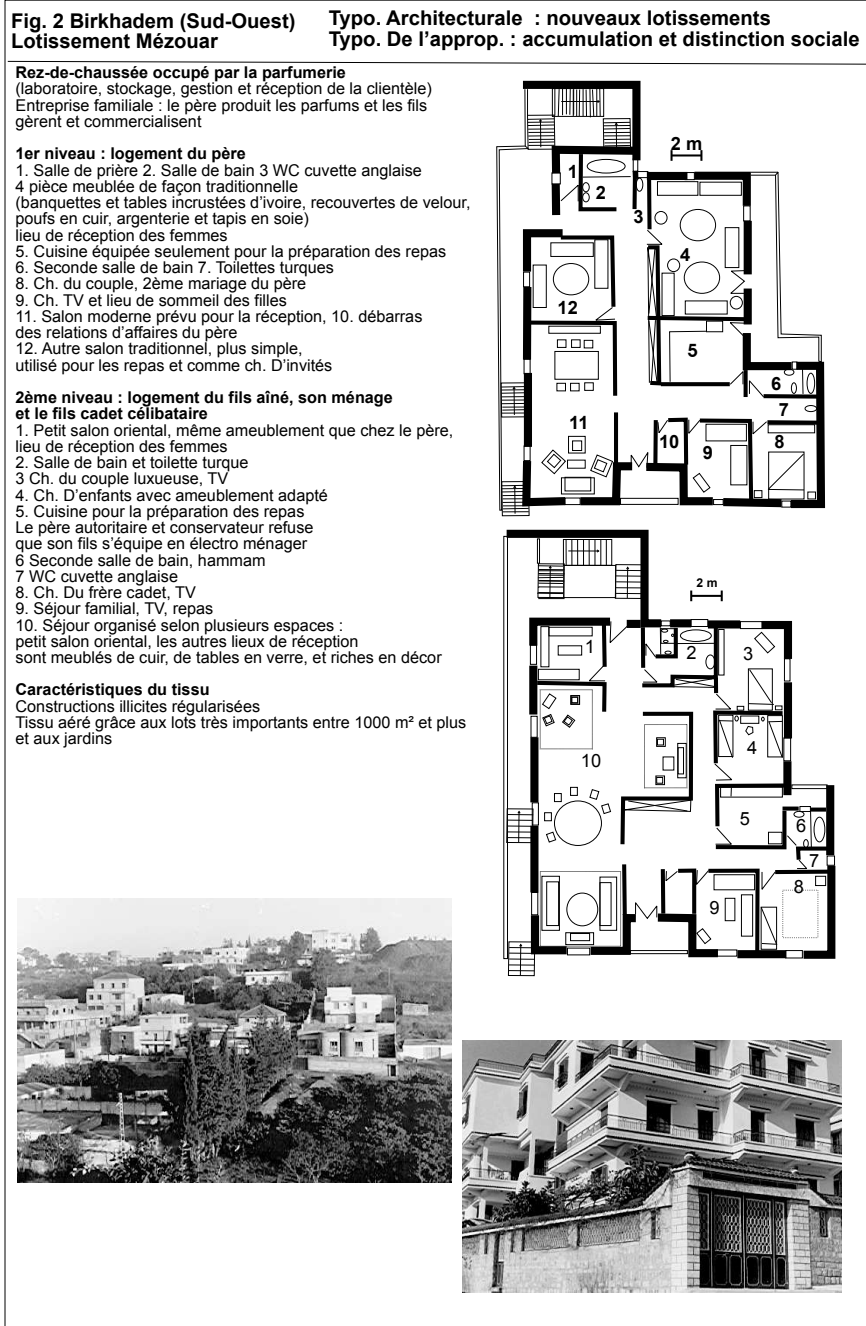 Fig. 2 Birkhadem (Sud-Ouest)
Lotissement Mézouar
Typo. Architecturale : nouveaux lotissements
Typo. De l'approp. : accumulation et distinction sociale
Rez-de-chaussée occupé par la parfumerie
(laboratoire, stockage, gestion et réception de la clientèle)
Entreprise familiale : le père produit les parfums et les fils
gèrent et commercialisent
1er niveau : logement du père
1. Salle de prière 2. Salle de bain 3 WC cuvette anglaise
4 pièce meublée de façon traditionnelle
(banquettes et tables incrustées d'ivoire, recouvertes de velour,
poufs en cuir, argenterie et tapis en soie)
lieu de réception des femmes
5. Cuisine équipée seulement pour la préparation des repas
6. Seconde salle de bain 7. Toilettes turques
8. Ch. du couple, 2ème mariage du père
9. Ch. TV et lieu de sommeil des filles
11. Salon moderne prévu pour la réception, 10. débarras
des relations d'affaires du père
12. Autre salon traditionnel, plus simple,
utilisé pour les repas et comme ch. D'invités
2ème niveau : logement du fils aîné, son ménage
et le fils cadet célibataire
1. Petit salon oriental, même ameublement que chez le père,
lieu de réception des femmes
2. Salle de bain et toilette turque
3 Ch. du couple luxueuse, TV
4. Ch. D'enfants avec ameublement adapté
5. Cuisine pour la préparation des repas
Le père autoritaire et conservateur refuse
que son fils s'équipe en électro ménager
6 Seconde salle de bain, hammam
7 WC cuvette anglaise
8. Ch. Du frère cadet, TV
9. Séjour familial, TV, repas
10. Séjour organisé selon plusieurs espaces :
petit salon oriental, les autres lieux de réception
sont meublés de cuir, de tables en verre, et riches en décor
Caractéristiques du tissu
Constructions illicites régularisées
Tissu aéré grâce aux lots très importants entre 1000 m² et plus
et aux jardins
2 m
1
2
3
4
12
5
6
7
11
10
9
8
2 m
1
2
3
4
10
5
6
7
8
9